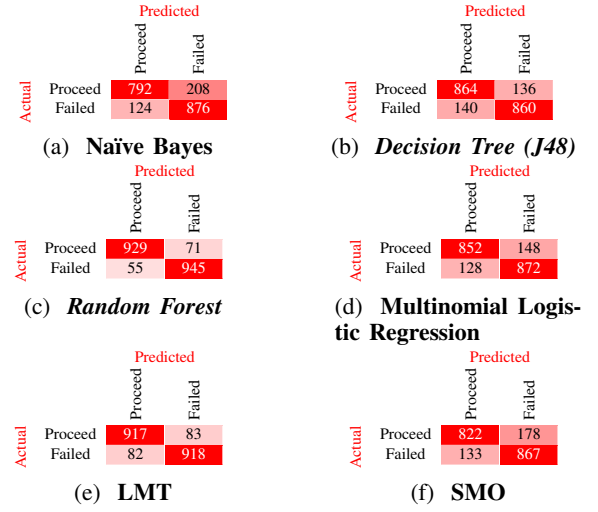 Predicted
Proceed Failed
Actual
Proceed 792 208
Failed 124 876
(a) Naïve Bayes
Predicted
Proceed Failed
Actual
Proceed 864 136
Failed 140 860
(b) Decision Tree (J48)
Predicted
Proceed Failed
Actual
Proceed 929 71
Failed 55 945
(c) Random Forest
Predicted
Proceed Failed
Actual
Proceed 852 148
Failed 128 872
(d) Multinomial Logis-
tic Regression
Predicted
Proceed Failed
Actual
Proceed 917 83
Failed 82 918
(e) LMT
Predicted
Proceed Failed
Actual
Proceed 822 178
Failed 133 867
(f) SMO